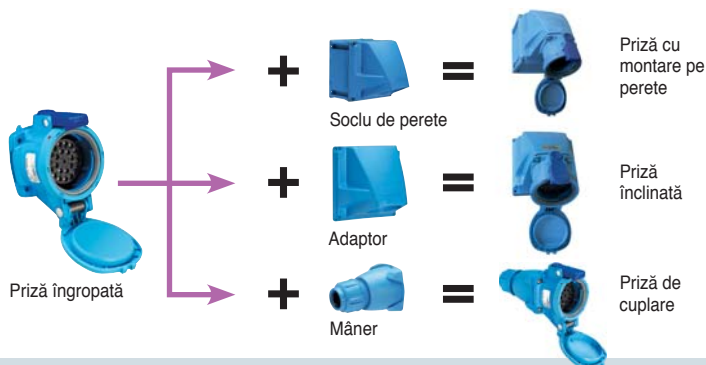 Priză îngropată
Soclu de perete
Priză cu
montare pe
perete
Adaptor
Priză
înclinată
Mâner
Priză de
cuplare